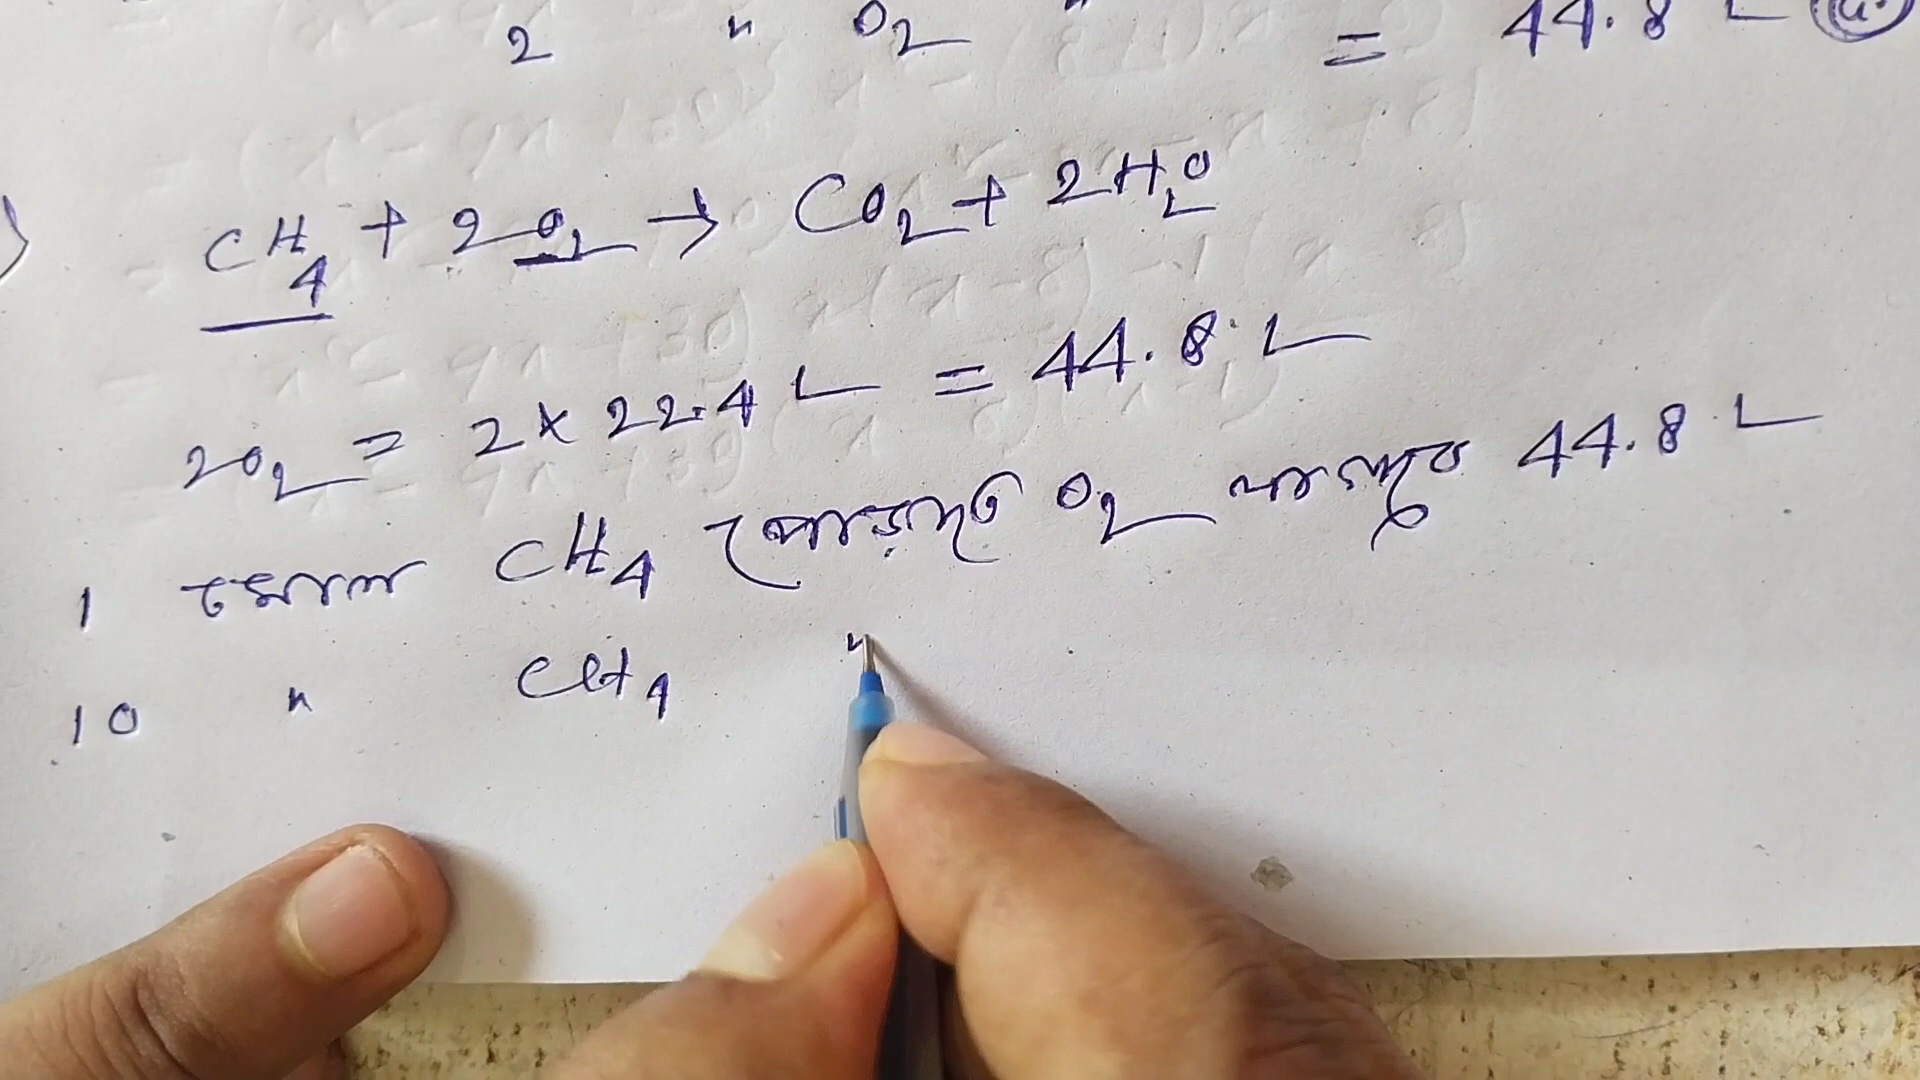 2 " O₂ " = 44.8 L
CH₄ + 2O₂ → CO₂ + 2H₂O
2O₂ = 2 × 22.4 L = 44.8 L
1 মোল CH₄ পোড়াতে O₂ লাগবে 44.8 L
10 " CH₄ "